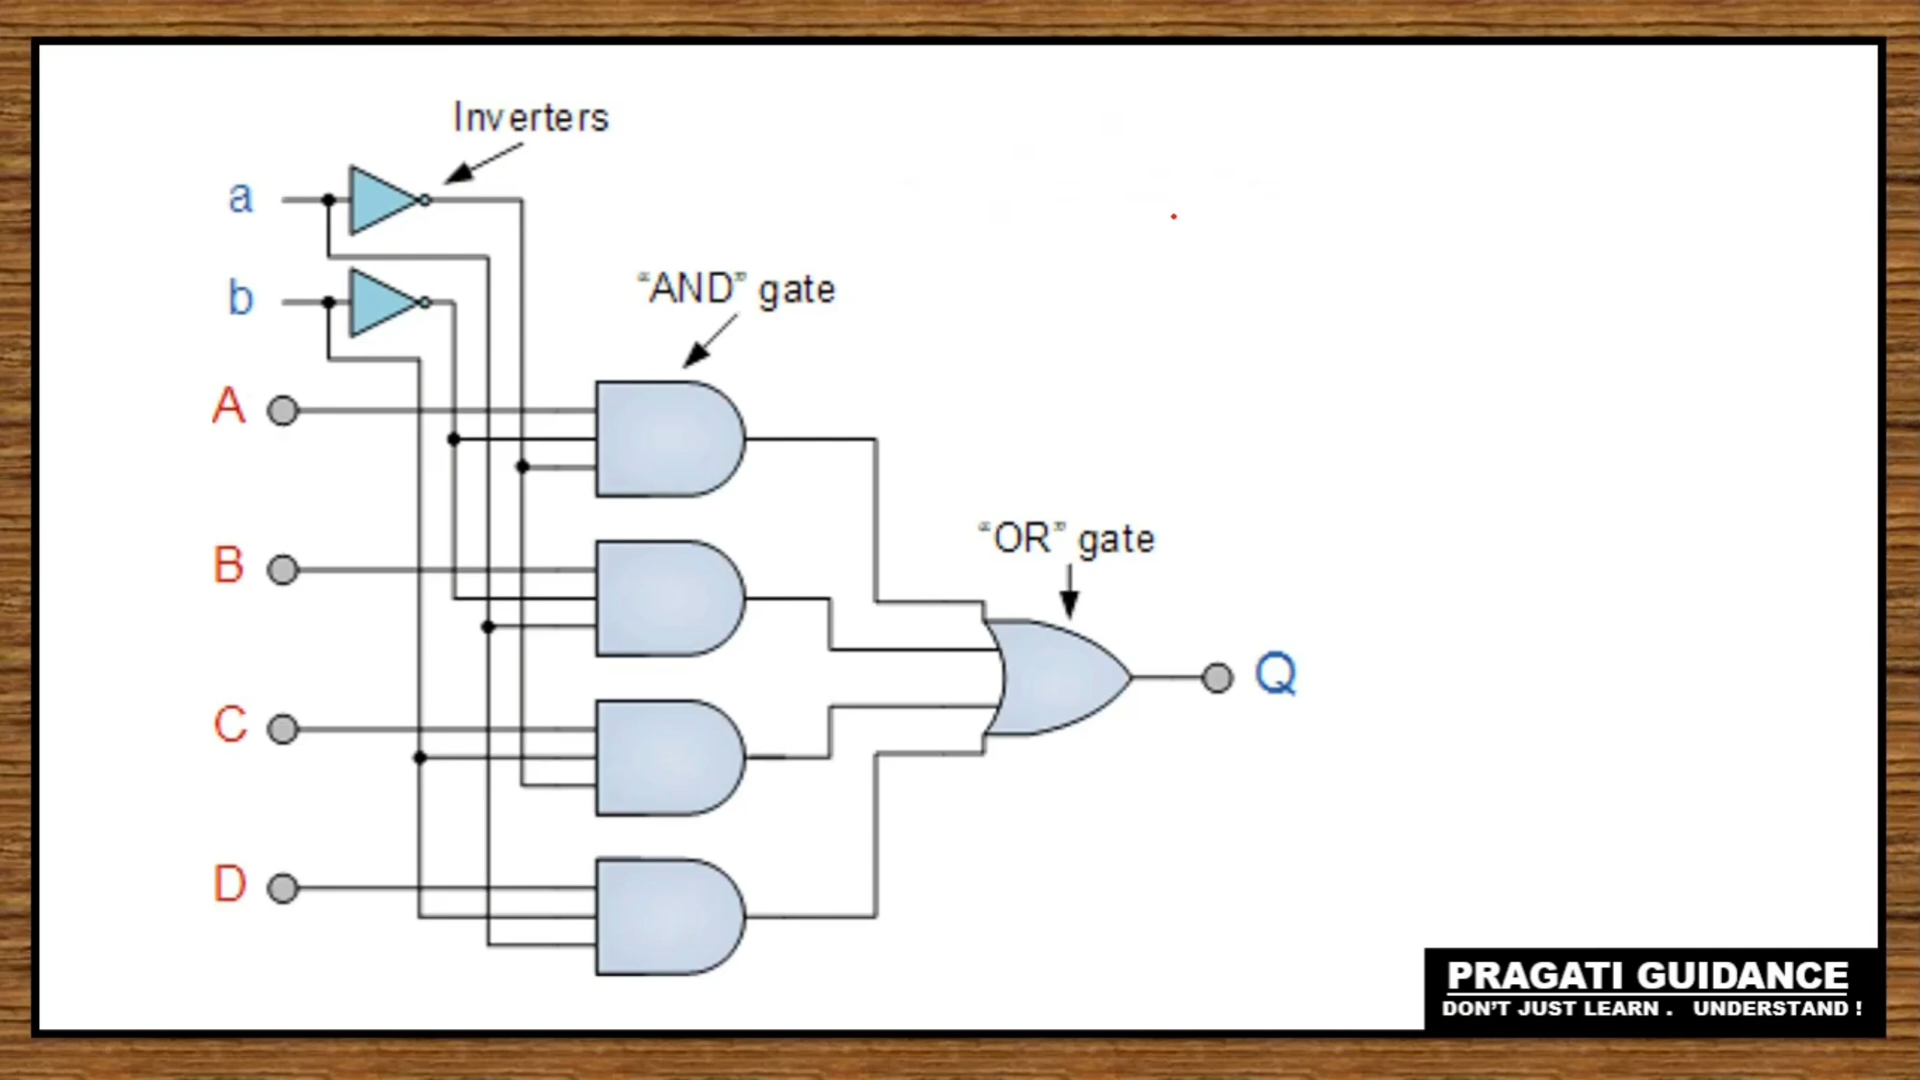 Inverters
a
"AND" gate
b
A
"OR" gate
B
Q
C
D
PRAGATI GUIDANCE
DON'T JUST LEARN . UNDERSTAND !